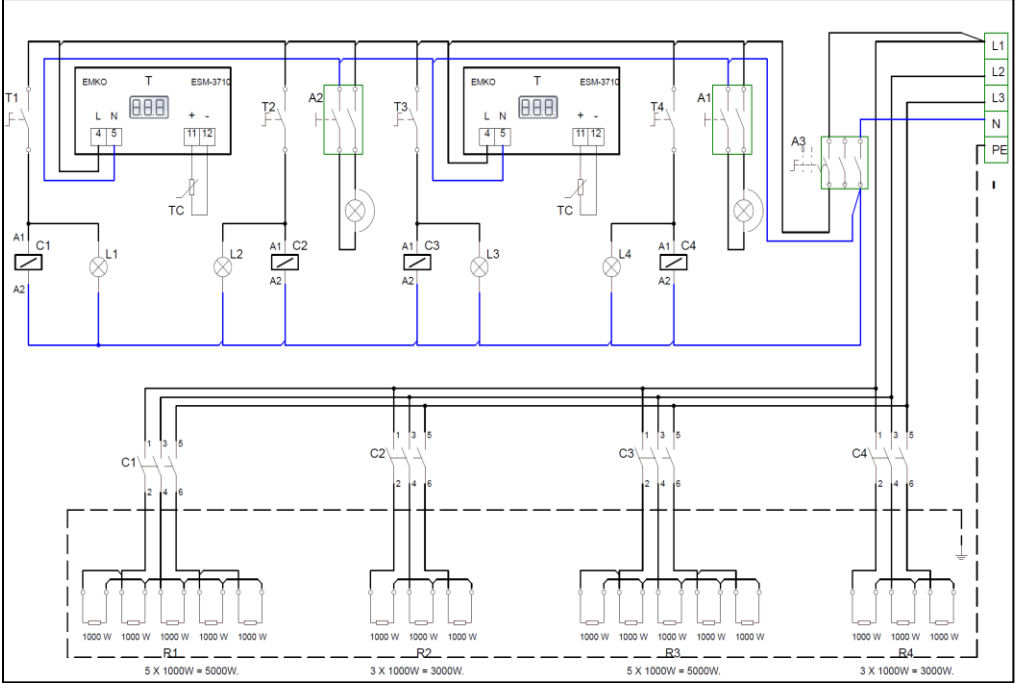 L1
L2
L3
N
PE
I
EMKO T ESM-3710
EMKO T ESM-3710
T1
T2
A2
T3
T4
A1
A3
L N + -
4 5 11 12
L N + -
4 5 11 12
TC
TC
A1 C1
A2
L1
L2
A1 C2
A2
A1 C3
A2
L3
L4
A1 C4
A2
1 3 5
C1
2 4 6
1 3 5
C2
2 4 6
1 3 5
C3
2 4 6
1 3 5
C4
2 4 6
1000 W 1000 W 1000 W 1000 W 1000 W
1000 W 1000 W 1000 W
1000 W 1000 W 1000 W 1000 W 1000 W
1000 W 1000 W 1000 W
R1
R2
R3
R4
5 X 1000W = 5000W.
3 X 1000W = 3000W.
5 X 1000W = 5000W.
3 X 1000W = 3000W.